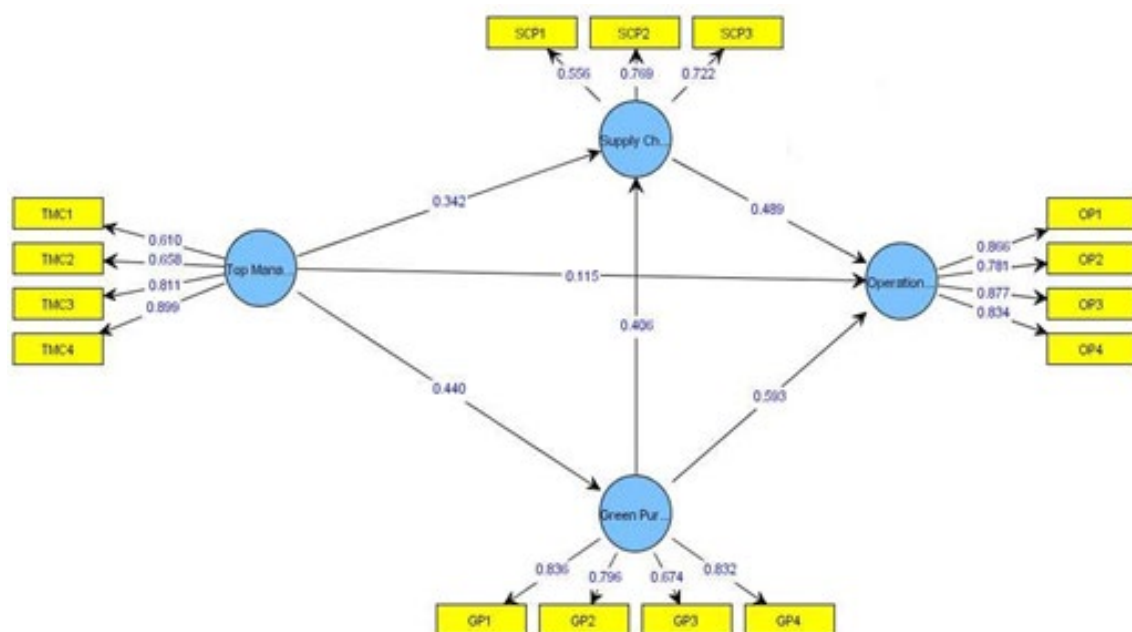 SCP1 SCP2 SCP3
0.556 0.769 0.722
Supply Ch...
0.342 0.489
TMC1
TMC2
TMC3
TMC4
0.610
0.658
0.811
0.899
Top Mana...
0.115
0.406
Operation...
0.866
0.781
0.877
0.834
OP1
OP2
OP3
OP4
0.440 0.593
Green Pur...
0.836 0.796 0.674 0.832
GP1 GP2 GP3 GP4